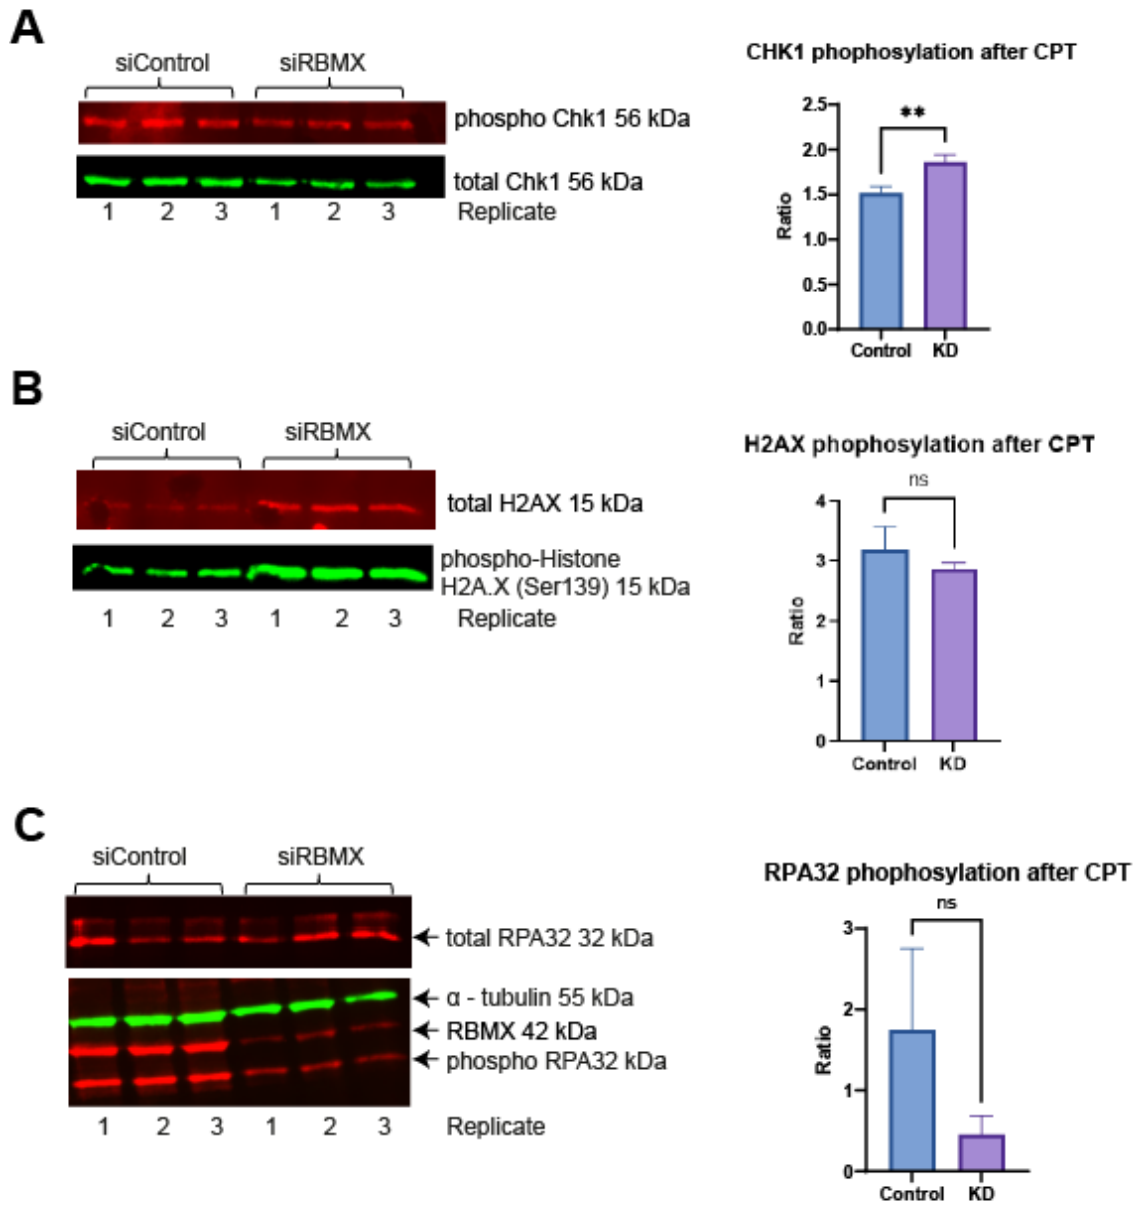 A
siControl siRBMX
phospho Chk1 56 kDa
total Chk1 56 kDa
1 2 3 1 2 3 Replicate
CHK1 phophosylation after CPT
**
2.5
2.0
1.5
1.0
0.5
0.0
Ratio
Control KD
B
siControl siRBMX
total H2AX 15 kDa
phospho-Histone
H2A.X (Ser139) 15 kDa
1 2 3 1 2 3 Replicate
H2AX phophosylation after CPT
ns
4
3
2
1
0
Ratio
Control KD
C
siControl siRBMX
total RPA32 32 kDa
α - tubulin 55 kDa
RBMX 42 kDa
phospho RPA32 kDa
1 2 3 1 2 3 Replicate
RPA32 phophosylation after CPT
ns
3
2
1
0
Ratio
Control KD